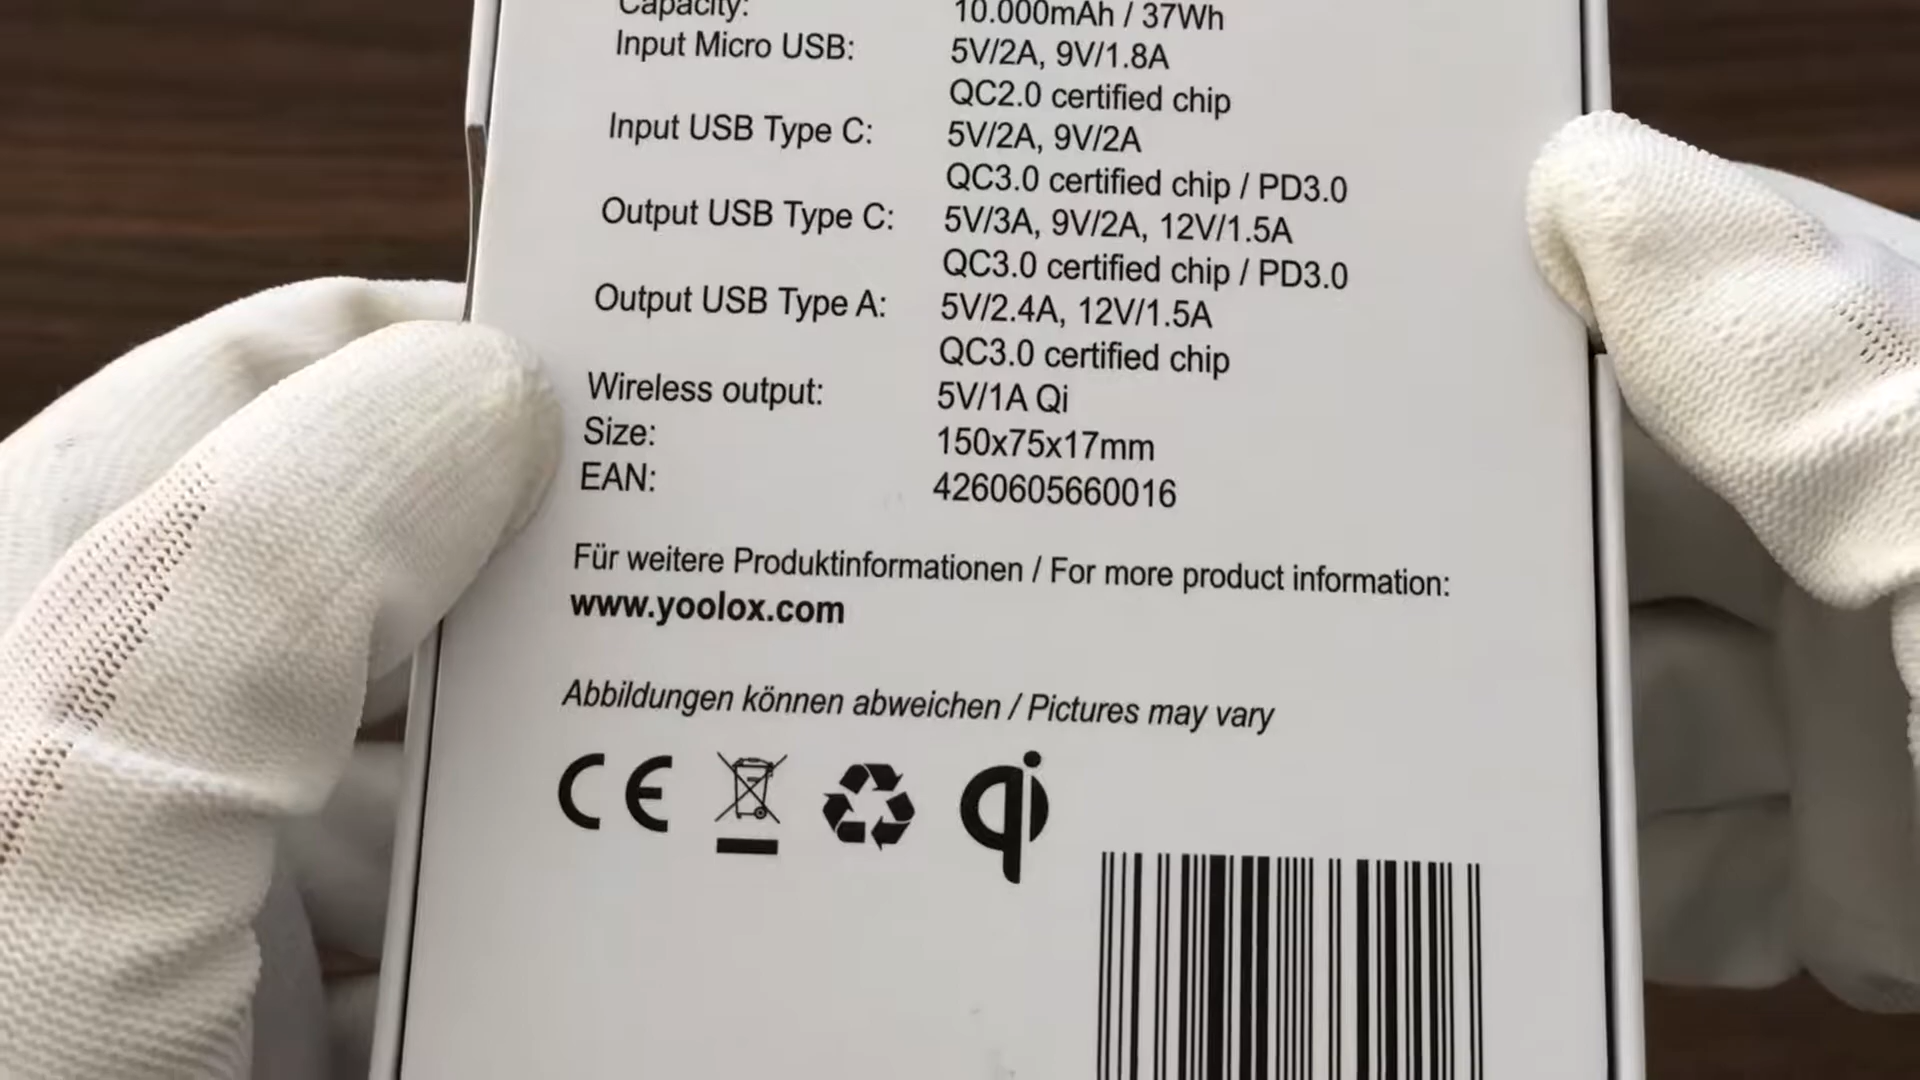 Capacity: 10.000mAh / 37Wh
Input Micro USB: 5V/2A, 9V/1.8A
QC2.0 certified chip
Input USB Type C: 5V/2A, 9V/2A
QC3.0 certified chip / PD3.0
Output USB Type C: 5V/3A, 9V/2A, 12V/1.5A
QC3.0 certified chip / PD3.0
Output USB Type A: 5V/2.4A, 12V/1.5A
QC3.0 certified chip
Wireless output: 5V/1A Qi
Size: 150x75x17mm
EAN: 4260605660016
Für weitere Produktinformationen / For more product information:
www.yoolox.com
Abbildungen können abweichen / Pictures may vary
CE qi